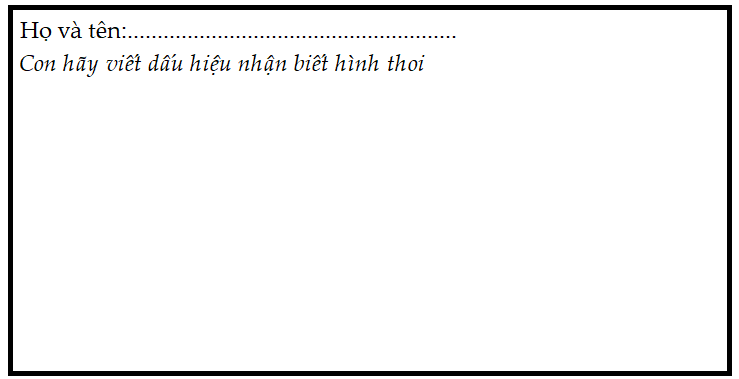 Họ và tên:.......................................................
Con hãy viết dấu hiệu nhận biết hình thoi